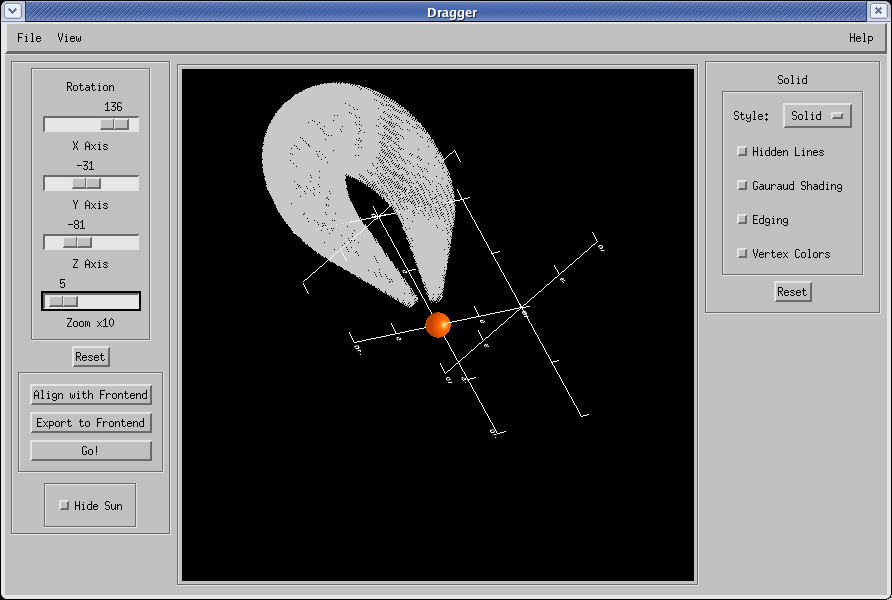 Dragger
File View Help
Rotation
136
X Axis
-31
Y Axis
-81
Z Axis
5
Zoom x10
Reset
Align with Frontend
Export to Frontend
Go!
Hide Sun
Solid
Style: Solid
Hidden Lines
Gauraud Shading
Edging
Vertex Colors
Reset